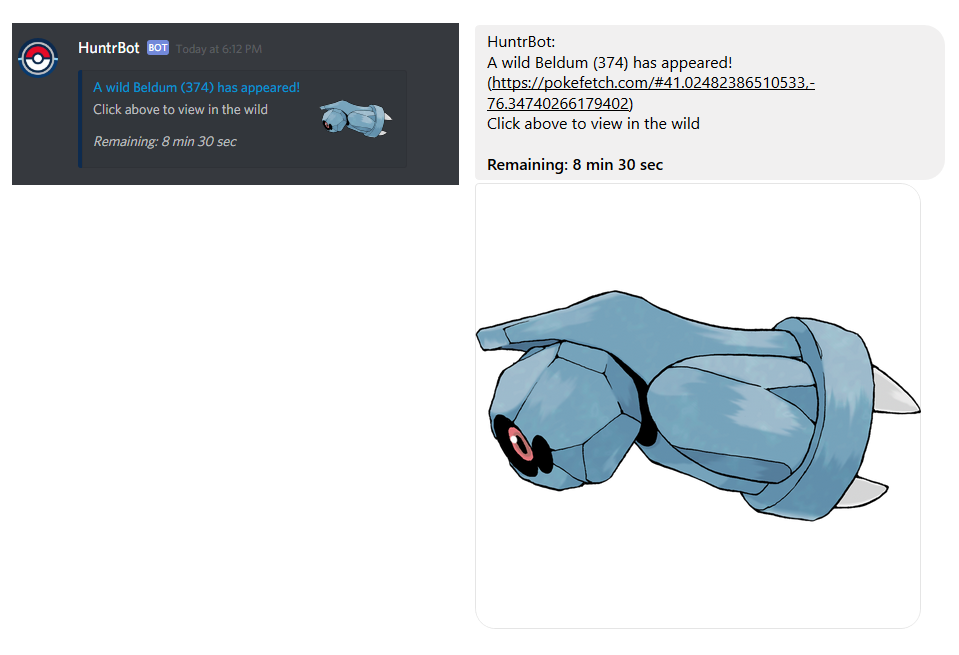 HuntrBot BOT Today at 6:12 PM
A wild Beldum (374) has appeared!
Click above to view in the wild
Remaining: 8 min 30 sec
HuntrBot:
A wild Beldum (374) has appeared!
(https://pokefetch.com/#41.02482386510533,-
76.34740266179402)
Click above to view in the wild
Remaining: 8 min 30 sec